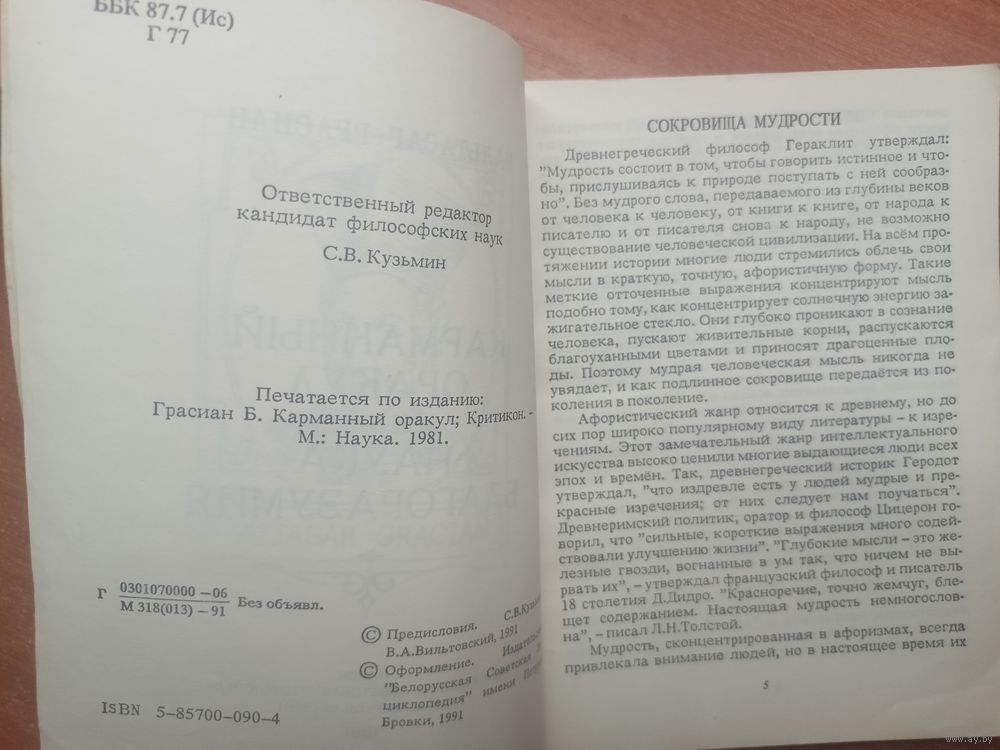 ББК 87.7 (Ис)
Г 77
Ответственный редактор
кандидат философских наук
С.В. Кузьмин
Печатается по изданию:
Грасиан Б. Карманный оракул; Критикон. -
М.: Наука. 1981.
Г 0301070000 – 06
М 318(013) – 91 Без объявл.
© Предисловия. С.В.Кузьм
В.А.Вильтовский, 1991
© Оформление. Издательс
"Белорусская Советская
циклопедия" имени
Бровки, 1991
ISBN 5–85700–090–4
СОКРОВИЩА МУДРОСТИ
Древнегреческий философ Гераклит утверждал:
"Мудрость состоит в том, чтобы говорить истинное и что-
бы, прислушиваясь к природе поступать с ней сообраз-
но". Без мудрого слова, передаваемого из глубины веков
от человека к человеку, от книги к книге, от народа к
писателю и от писателя снова к народу, не возможно
существование человеческой цивилизации. На всём про-
тяжении истории многие люди стремились облечь свои
мысли в краткую, точную, афористичную форму. Такие
меткие отточенные выражения концентрируют мысль
подобно тому, как концентрирует солнечную энергию за-
жигательное стекло. Они глубоко проникают в сознание
человека, пускают живительные корни, распускаются
благоуханными цветами и приносят драгоценные пло-
ды. Поэтому мудрая человеческая мысль никогда не
увядает, и как подлинное сокровище передаётся из по-
коления в поколение.
Афористический жанр относится к древнему, но до
сих пор широко популярному виду литературы – к изре-
чениям. Этот замечательный жанр интеллектуального
искусства высоко ценили многие выдающиеся люди всех
эпох и времён. Так, древнегреческий историк Геродот
утверждал, "что издревле есть у людей мудрые и пре-
красные изречения; от них следует нам поучаться".
Древнеримский политик, оратор и философ Цицерон го-
ворил, что "сильные, короткие выражения много содей-
ствовали улучшению жизни". "Глубокие мысли – это же-
лезные гвозди, вогнанные в ум так, что ничем не вы-
рвать их", – утверждал французский философ и писатель
18 столетия Д.Дидро. "Красноречие, точно жемчуг, бле-
щет содержанием. Настоящая мудрость немногослов-
на", – писал Л.Н.Толстой.
Мудрость, сконцентрированная в афоризмах, всегда
привлекала внимание людей, но в настоящее время их
5
www.ay.by